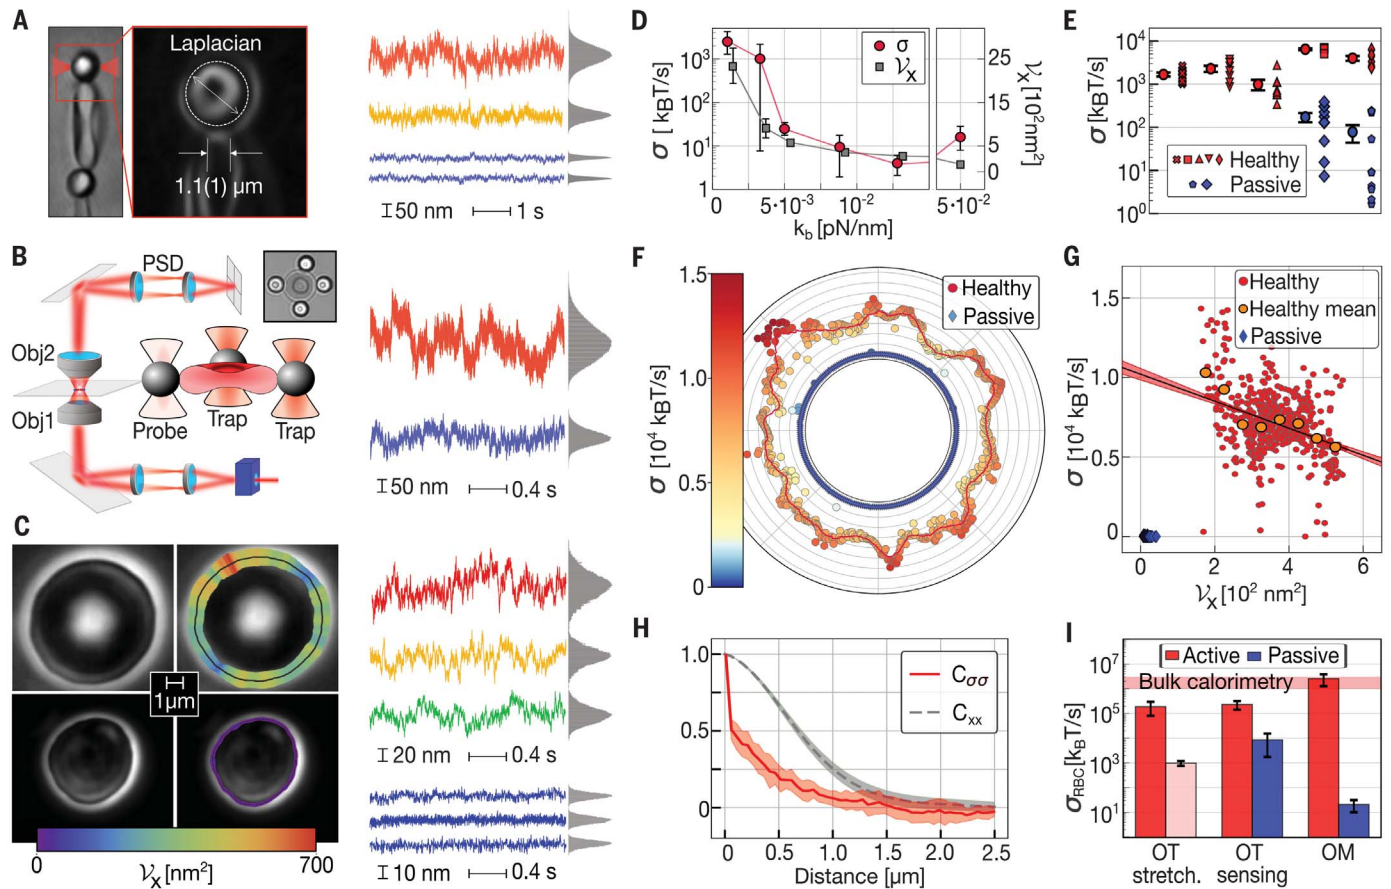 A
Laplacian
1.1(1) μm
50 nm
1 s
B
PSD
Obj2
Obj1
Probe
Trap
Trap
50 nm
0.4 s
C
1μm
0
𝒱x [nm²]
700
20 nm
0.4 s
10 nm
0.4 s
D
σ [kBT/s]
10³
10²
10
1
σ
𝒱x
0
5·10⁻³
10⁻²
5·10⁻²
kb [pN/nm]
25
15
5
0
𝒱x [10² nm²]
E
σ [kBT/s]
10⁴
10³
10²
10¹
10⁰
Healthy
Passive
F
σ [10⁴ kBT/s]
1.5
1.0
0.5
0
Healthy
Passive
G
σ [10⁴ kBT/s]
1.5
1.0
0.5
0
Healthy
Healthy mean
Passive
0
2
4
6
𝒱x [10² nm²]
H
1.0
0.5
0
Cσσ
Cxx
0
0.5
1.0
1.5
2.0
2.5
Distance [μm]
I
σRBC [kBT/s]
10⁷
10⁵
10³
10¹
Active
Passive
Bulk calorimetry
OT
stretch.
OT
sensing
OM